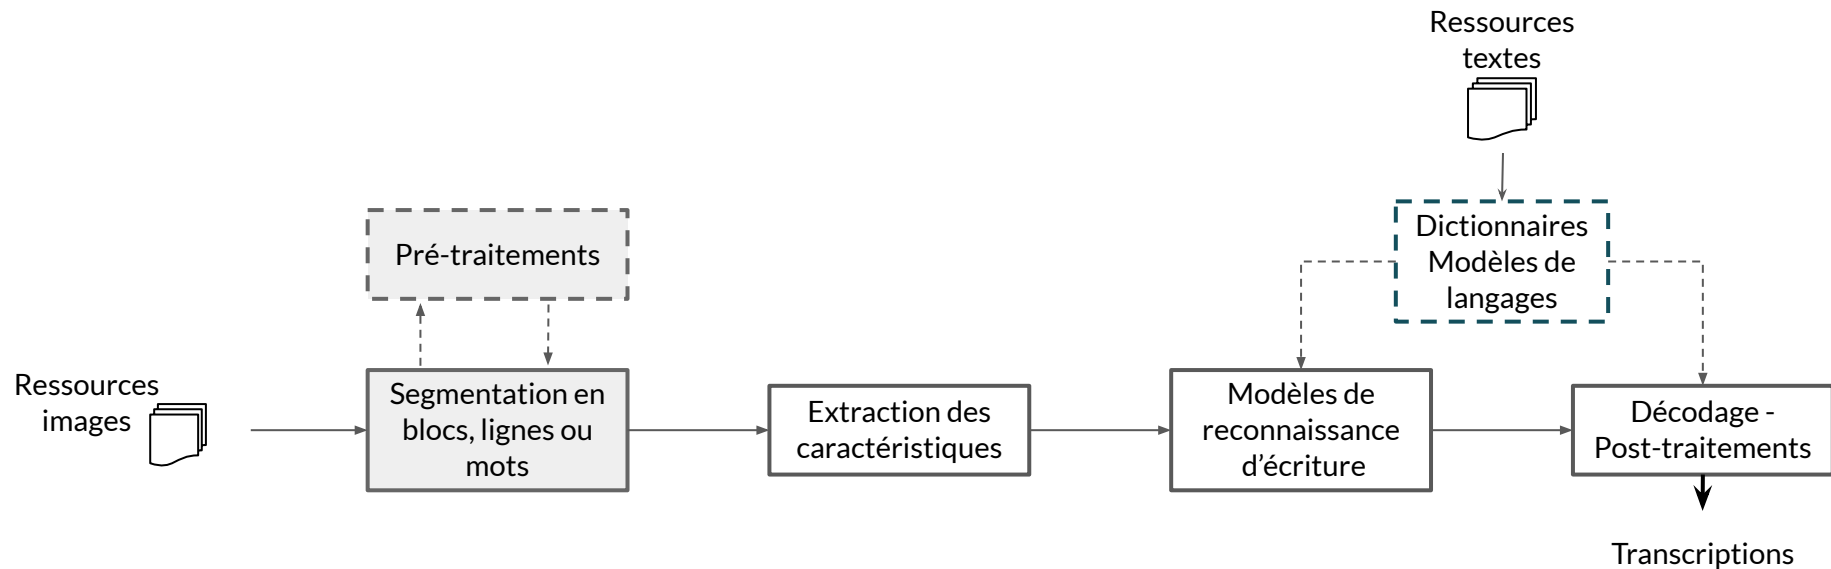 Ressources
textes
Dictionnaires
Modèles de
langages
Pré-traitements
Ressources
images
Segmentation en
blocs, lignes ou
mots
Extraction des
caractéristiques
Modèles de
reconnaissance
d’écriture
Décodage -
Post-traitements
Transcriptions